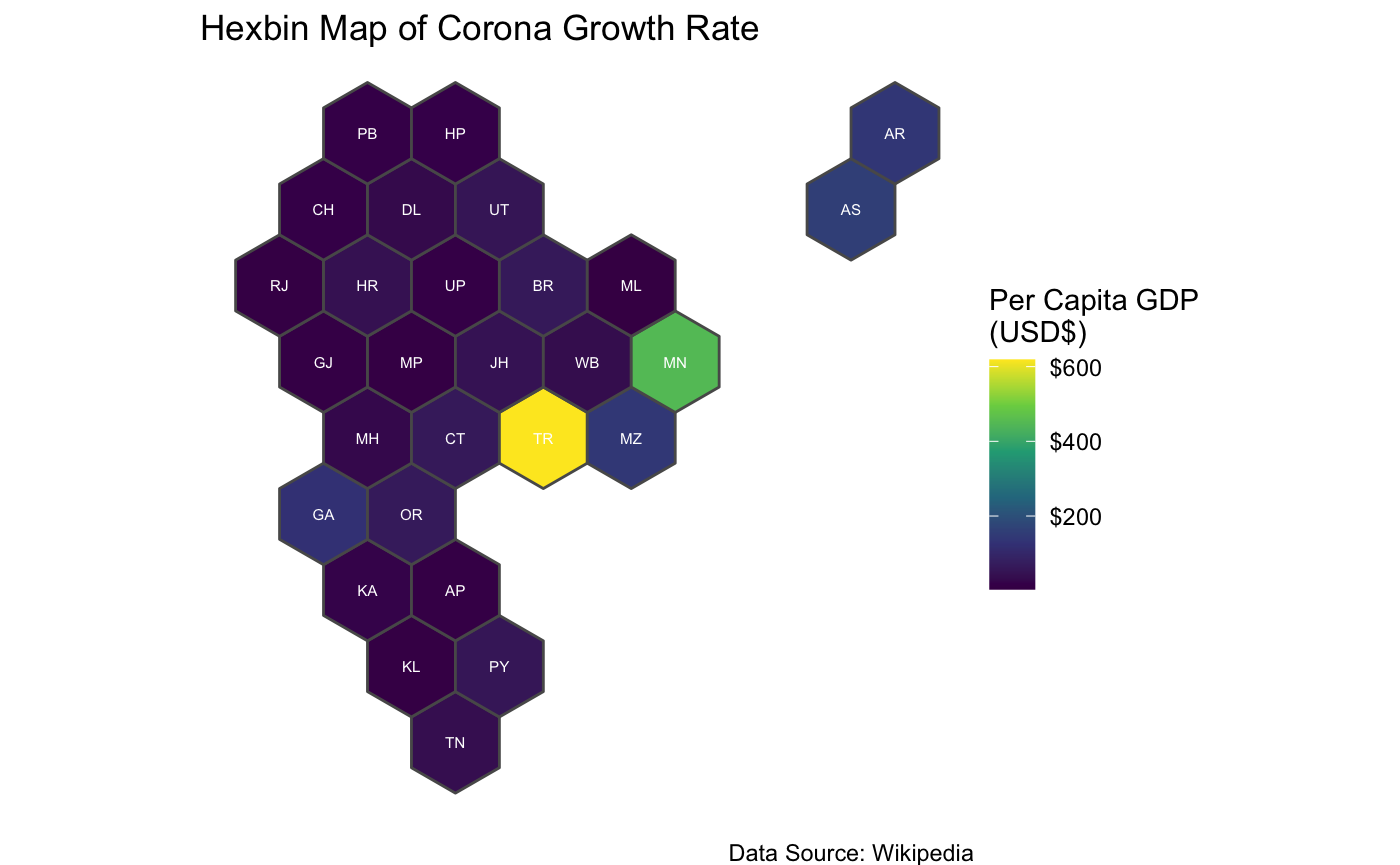 Hexbin Map of Corona Growth Rate
PB HP AR
CH DL UT AS
RJ HR UP BR ML
GJ MP JH WB MN
MH CT TR MZ
GA OR
KA AP
KL PY
TN
Per Capita GDP
(USD$)
$600
$400
$200
Data Source: Wikipedia